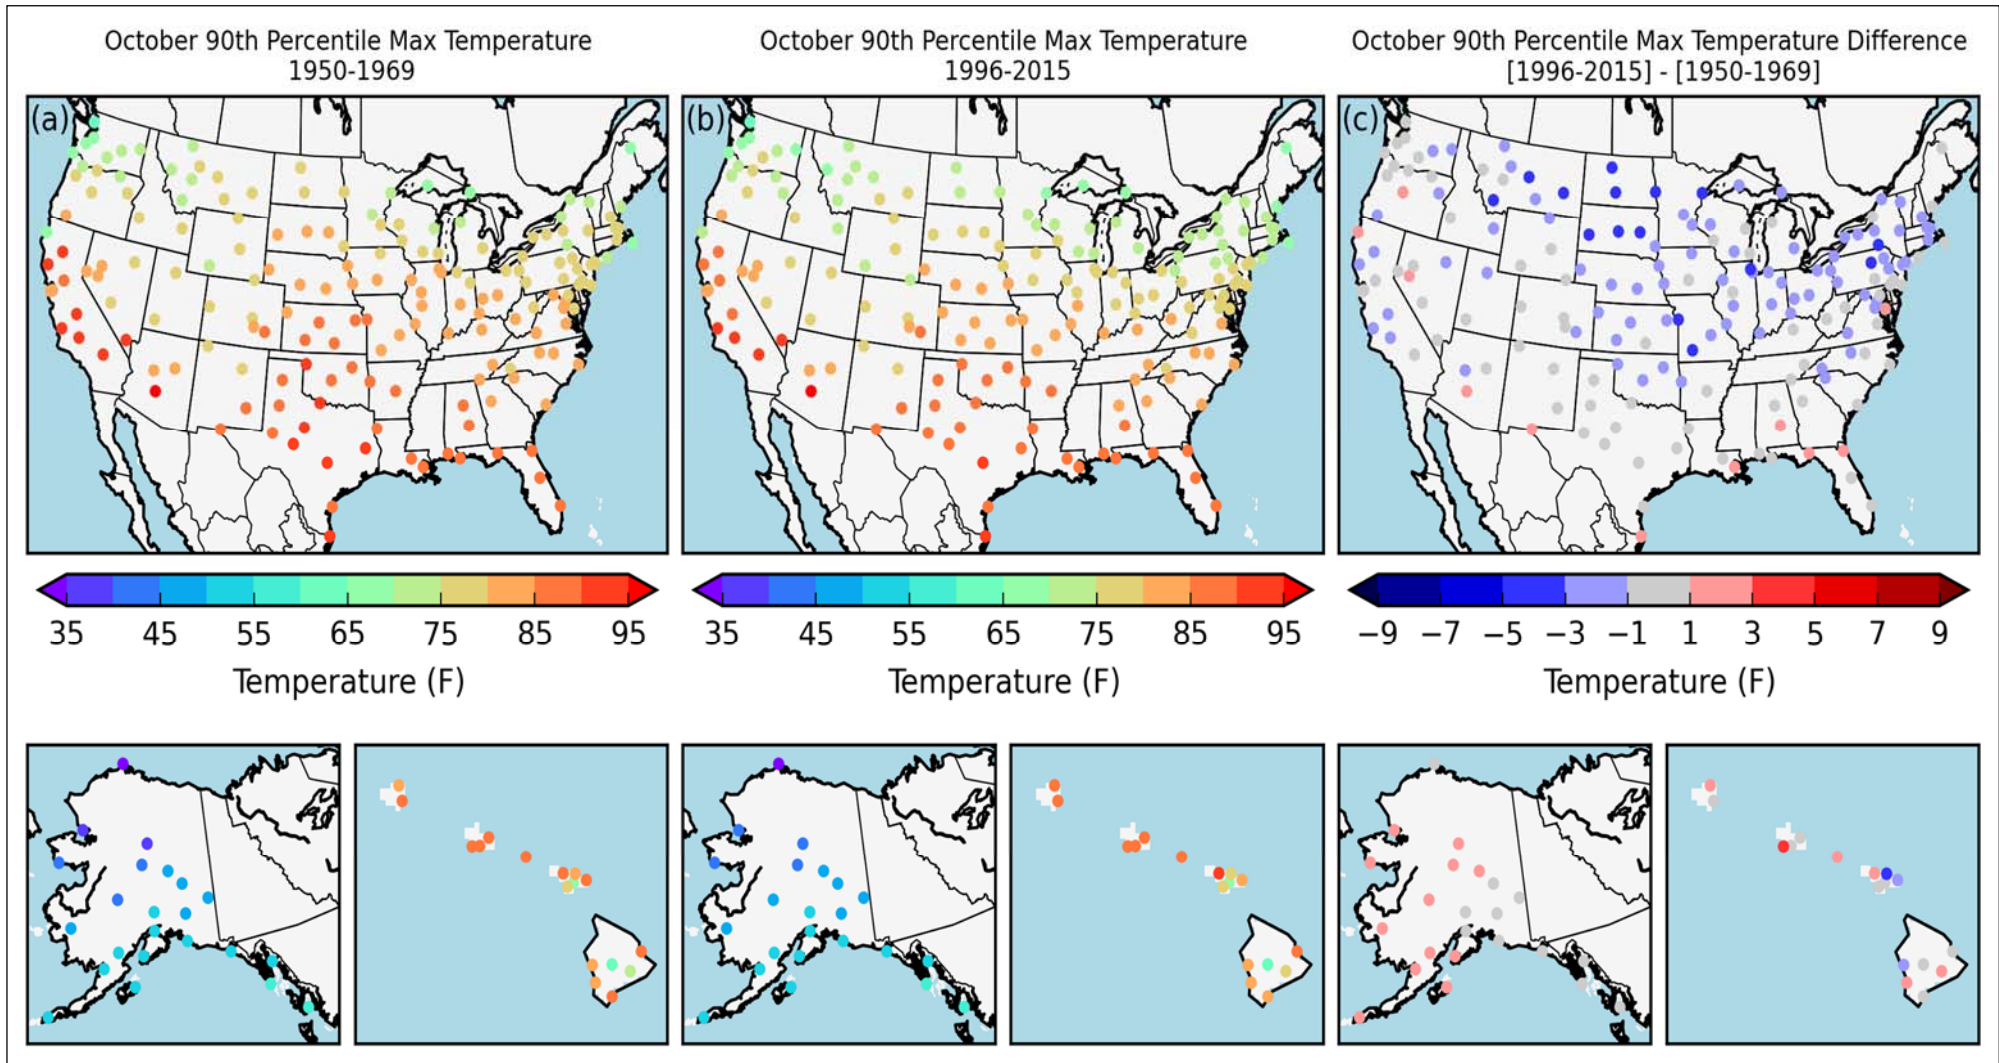 October 90th Percentile Max Temperature
1950-1969
October 90th Percentile Max Temperature
1996-2015
October 90th Percentile Max Temperature Difference
[1996-2015] - [1950-1969]
(a)
(b)
(c)
35 45 55 65 75 85 95
Temperature (F)
35 45 55 65 75 85 95
Temperature (F)
−9 −7 −5 −3 −1 1 3 5 7 9
Temperature (F)